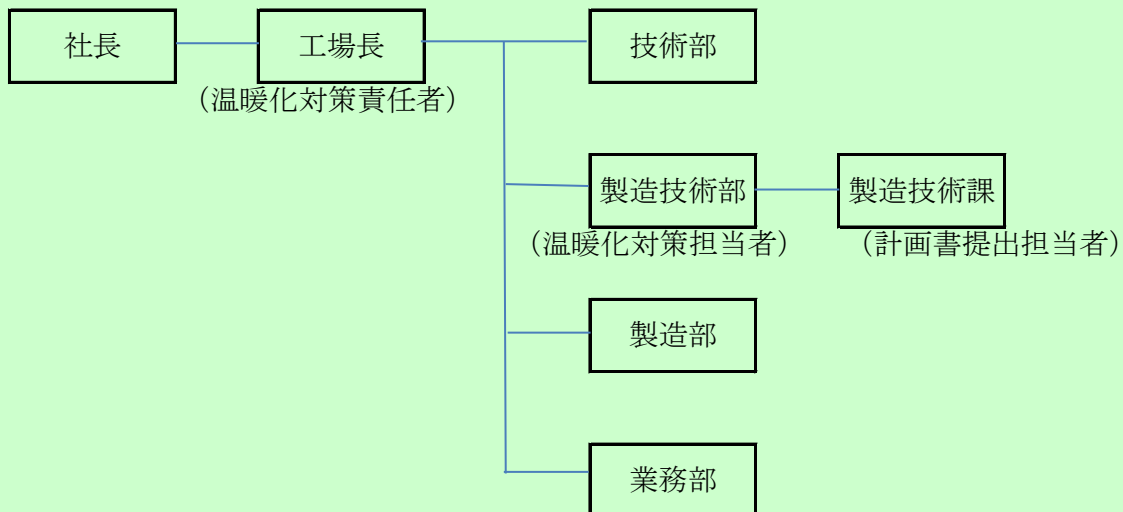 社長
工場長
（温暖化対策責任者）
技術部
製造技術部
（温暖化対策担当者）
製造技術課
（計画書提出担当者）
製造部
業務部